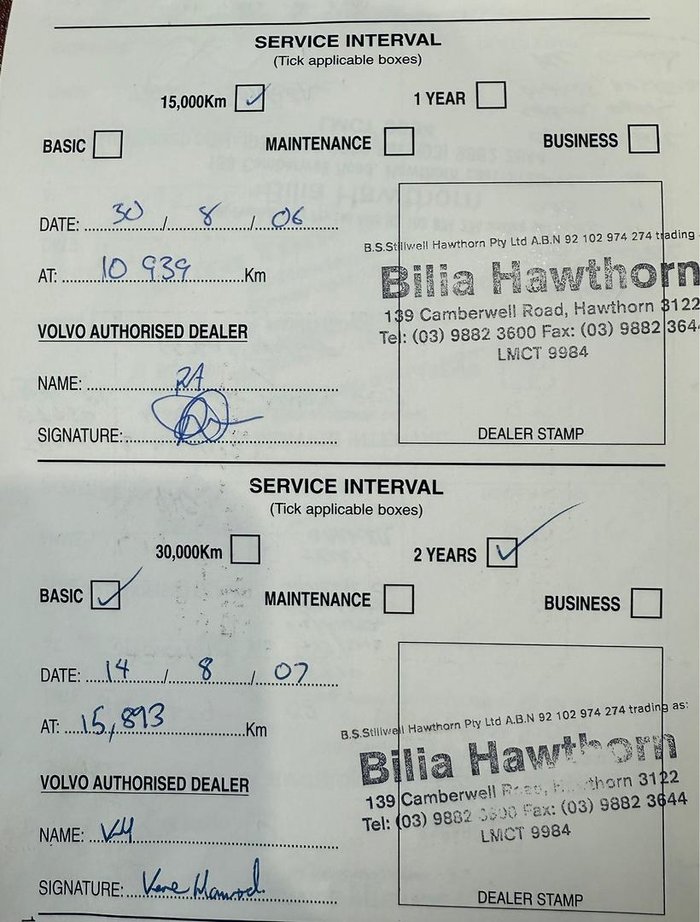 SERVICE INTERVAL
(Tick applicable boxes)
15,000Km 1 YEAR
BASIC MAINTENANCE BUSINESS
DATE: 30 / 8 / 06
AT: 10 939 Km
VOLVO AUTHORISED DEALER
NAME:
SIGNATURE:
B.S.Stillwell Hawthorn Pty Ltd A.B.N 92 102 974 274 trading
Bilia Hawthorn
139 Camberwell Road, Hawthorn 3122
Tel: (03) 9882 3600 Fax: (03) 9882 364
LMCT 9984
DEALER STAMP
SERVICE INTERVAL
(Tick applicable boxes)
30,000Km 2 YEARS
BASIC MAINTENANCE BUSINESS
DATE: 14 / 8 / 07
AT: 15,893 Km
VOLVO AUTHORISED DEALER
NAME: VH
SIGNATURE:
B.S.Stillwell Hawthorn Pty Ltd A.B.N 92 102 974 274 trading as:
Bilia Hawthorn
139 Camberwell Road, Hawthorn 3122
Tel: (03) 9882 3600 Fax: (03) 9882 3644
LMCT 9984
DEALER STAMP